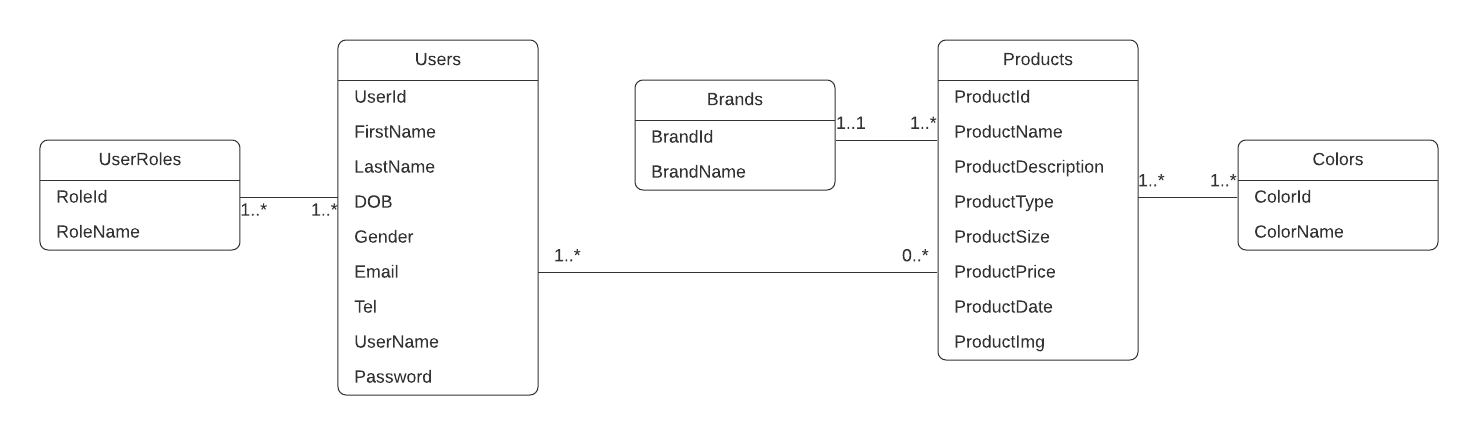 UserRoles
RoleId
RoleName
1..*
1..*
Users
UserId
FirstName
LastName
DOB
Gender
Email
Tel
UserName
Password
1..*
0..*
Brands
BrandId
BrandName
1..1
1..*
Products
ProductId
ProductName
ProductDescription
ProductType
ProductSize
ProductPrice
ProductDate
ProductImg
1..*
1..*
Colors
ColorId
ColorName